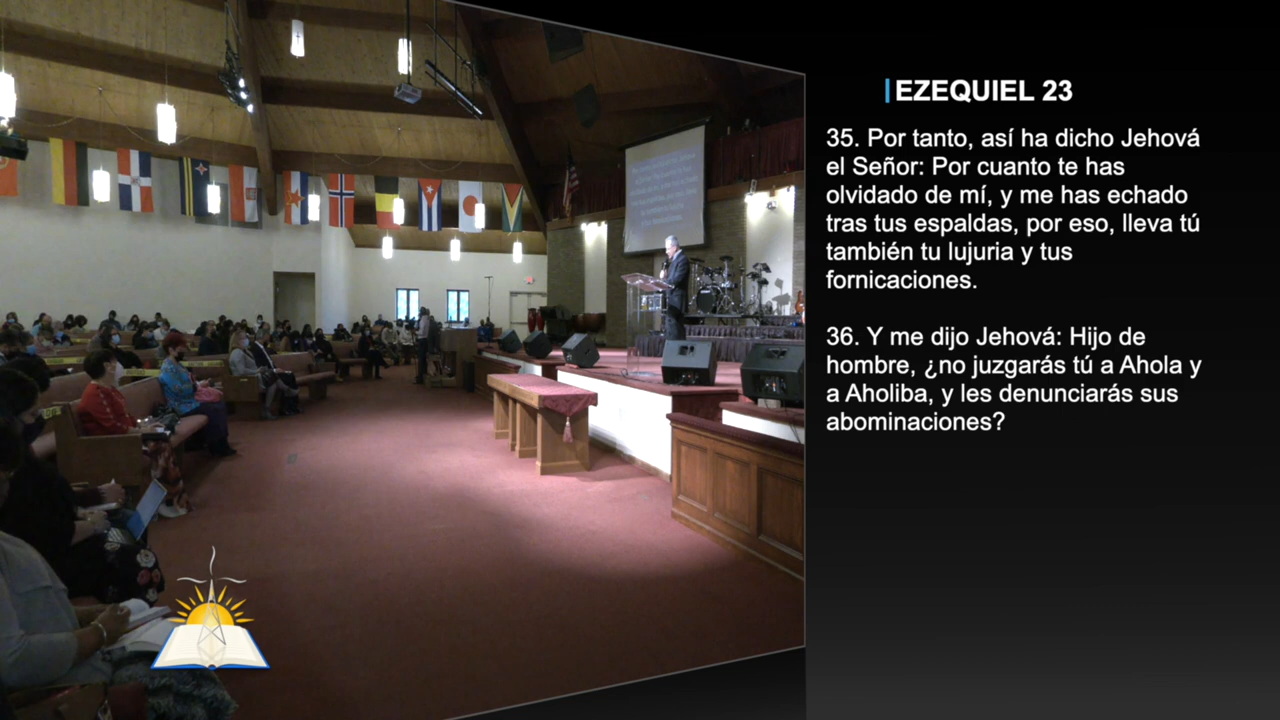 EZEQUIEL 23
35. Por tanto, así ha dicho Jehová
el Señor: Por cuanto te has
olvidado de mí, y me has echado
tras tus espaldas, por eso, lleva tú
también tu lujuria y tus
fornicaciones.
36. Y me dijo Jehová: Hijo de
hombre, ¿no juzgarás tú a Ahola y
a Aholiba, y les denunciarás sus
abominaciones?